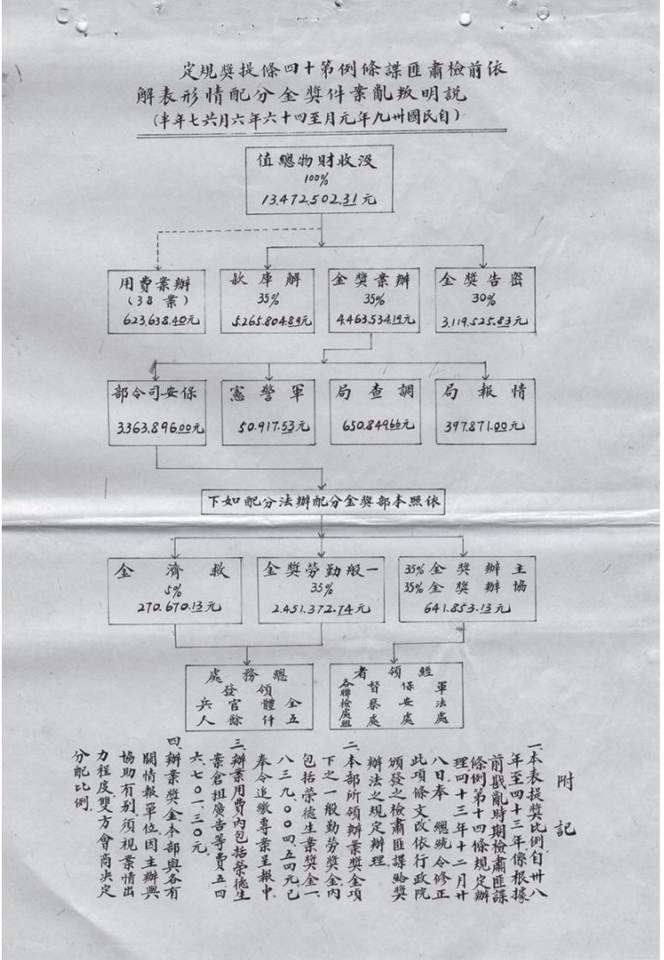 依前檢肅匪諜條例第十四條提獎規定
說明叛亂案件獎金分配情形表解
(自民國卅九年元月至四十六年六月共七年半)
沒收財物總值
100%
13.472.502.31元
密告獎金
30%
3.119.525.83元
辦案獎金
35%
4.463.534.19元
解庫款
35%
5.265.804.89元
辦案費用
(38案)
623.638.40元
情報局
397.871.00元
調查局
650.849.66元
軍警憲
50.917.53元
保安司令部
3.363.896.00元
依照本部獎金分配辦法分配如下
主辦獎金35%
協辦獎金35%
641.853.13元
一般勤勞獎金
35%
2.451.372.74元
救濟金
5%
270.670.13元
經領者
軍法處
保安處
督察處
各聯檢處組
總務處
領發
全體官兵
五件餘人
附記
一.本表提獎比例自卅八
年至四十三年係根據
前戡亂時期檢肅匪諜
條例第十四條規定辦
理四十三年十二月廿
八日奉 總統令修正
此項條文改依行政院
頒發之檢肅匪諜給獎
辦法之規定辦理.
二.本部所領辦案獎金項
下之一般勤勞獎金內
包括榮德生案獎金一.
八三九.〇〇四.五四元已
奉令追繳專案呈報中.
三.辦案用費內包括榮德生
案倉租廣告等費五四
六.七〇一.三〇元.
四.辦案獎金本部與各有
關情報單位因主辦與
協助有別須視案情出
力程度雙方會商決定
分配比例.